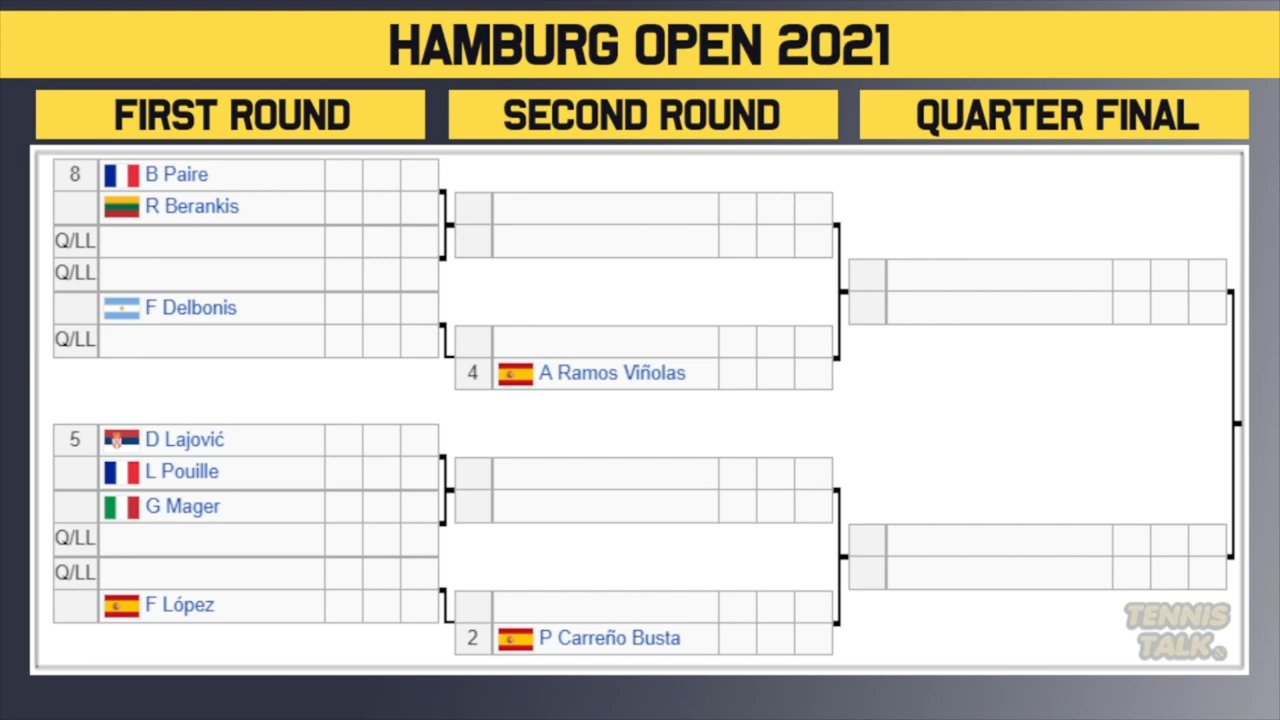 HAMBURG OPEN 2021
FIRST ROUND
SECOND ROUND
QUARTER FINAL
8 B Paire
R Berankis
Q/LL
Q/LL
F Delbonis
Q/LL
4 A Ramos Viñolas
5 D Lajović
L Pouille
G Mager
Q/LL
Q/LL
F López
2 P Carreño Busta
TENNIS
TALK